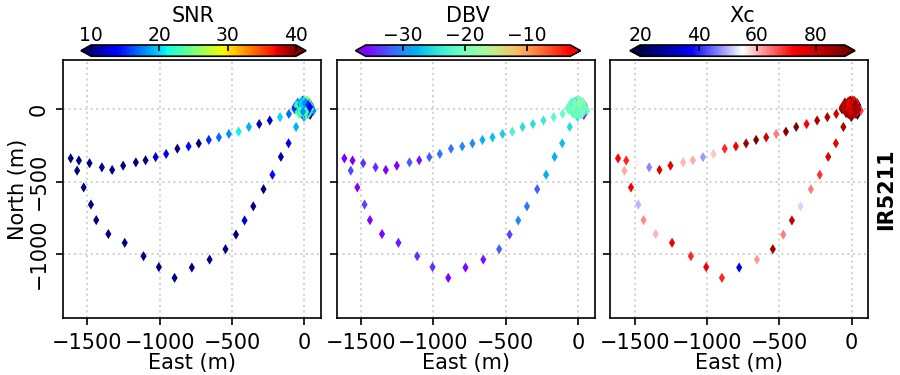 SNR DBV Xc
10 20 30 40 −30 −20 −10 20 40 60 80
North (m)
0
−500
−1000
−1500 −1000 −500 0 −1500 −1000 −500 0 −1500 −1000 −500 0
East (m) East (m) East (m)
IR5211